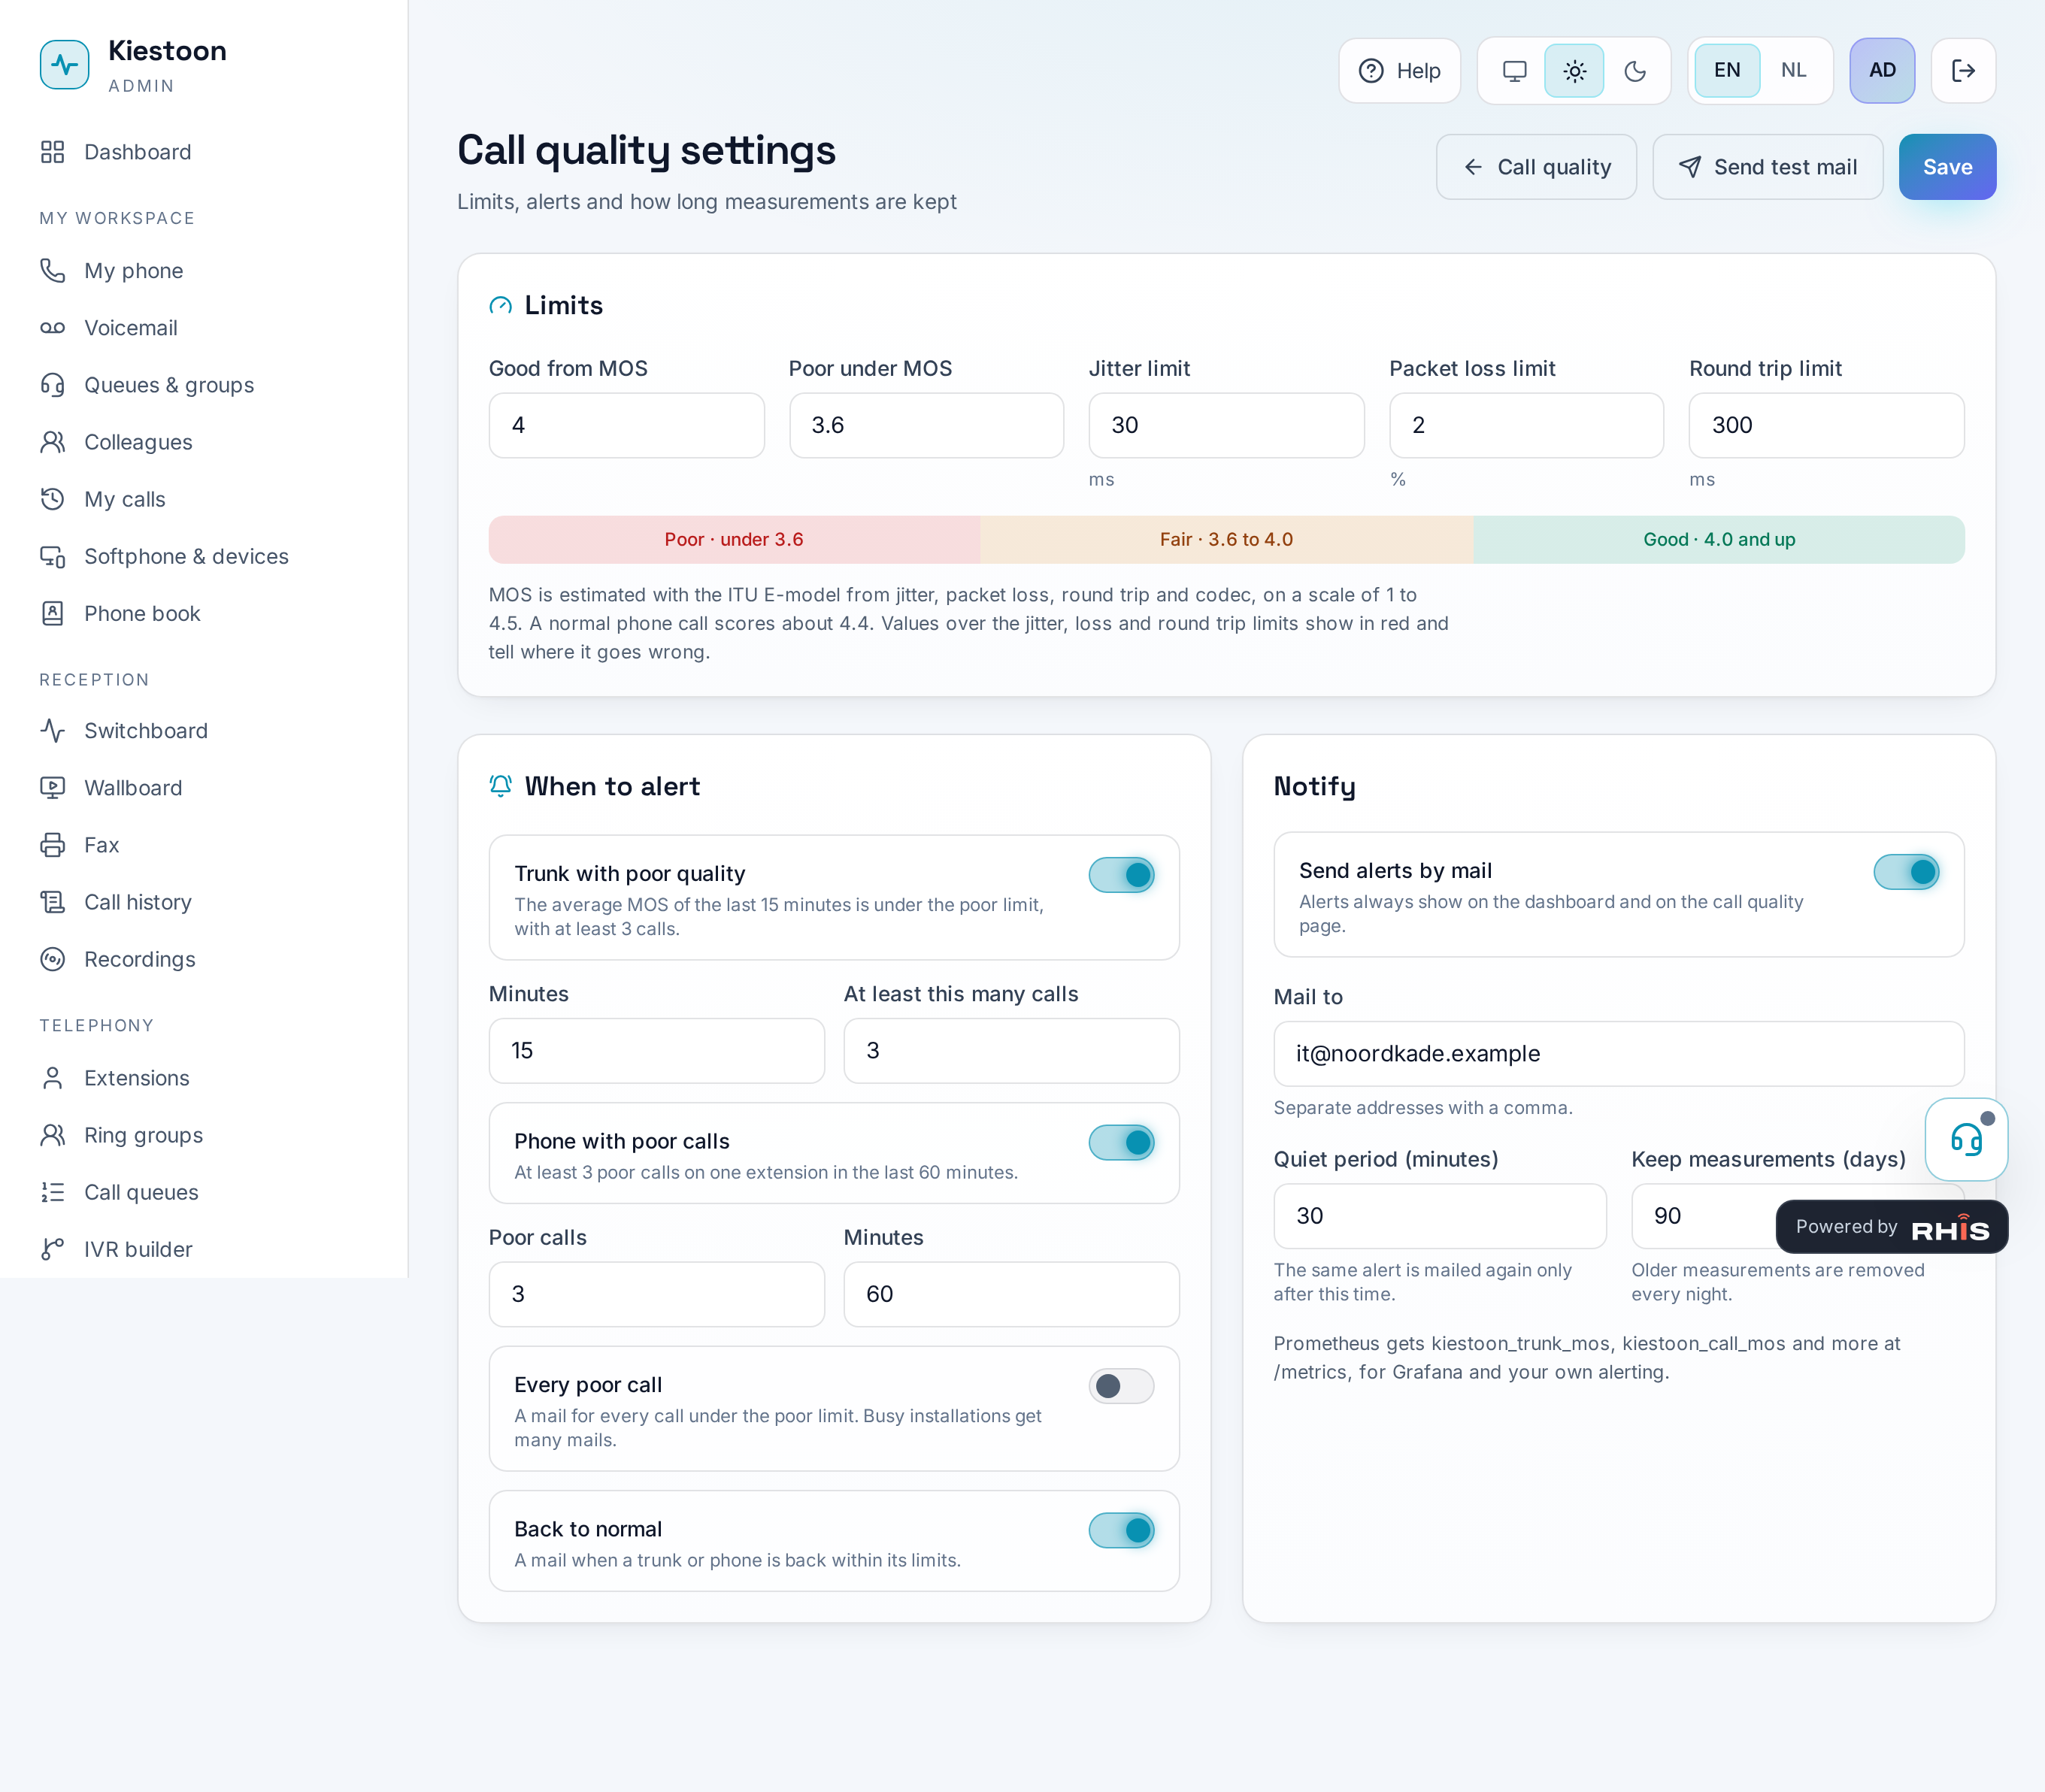 Kiestoon
ADMIN
Dashboard
MY WORKSPACE
My phone
Voicemail
Queues & groups
Colleagues
My calls
Softphone & devices
Phone book
RECEPTION
Switchboard
Wallboard
Fax
Call history
Recordings
TELEPHONY
Extensions
Ring groups
Call queues
IVR builder
Help
EN NL
AD
Call quality settings
Limits, alerts and how long measurements are kept
Call quality
Send test mail
Save
Limits
Good from MOS Poor under MOS Jitter limit Packet loss limit Round trip limit
4 3.6 30 2 300
ms % ms
Poor · under 3.6 Fair · 3.6 to 4.0 Good · 4.0 and up
MOS is estimated with the ITU E-model from jitter, packet loss, round trip and codec, on a scale of 1 to
4.5. A normal phone call scores about 4.4. Values over the jitter, loss and round trip limits show in red and
tell where it goes wrong.
When to alert
Trunk with poor quality
The average MOS of the last 15 minutes is under the poor limit,
with at least 3 calls.
Minutes At least this many calls
15 3
Phone with poor calls
At least 3 poor calls on one extension in the last 60 minutes.
Poor calls Minutes
3 60
Every poor call
A mail for every call under the poor limit. Busy installations get
many mails.
Back to normal
A mail when a trunk or phone is back within its limits.
Notify
Send alerts by mail
Alerts always show on the dashboard and on the call quality
page.
Mail to
it@noordkade.example
Separate addresses with a comma.
Quiet period (minutes) Keep measurements (days)
30 90
Powered by RHiS
The same alert is mailed again only
after this time.
Older measurements are removed
every night.
Prometheus gets kiestoon_trunk_mos, kiestoon_call_mos and more at
/metrics, for Grafana and your own alerting.